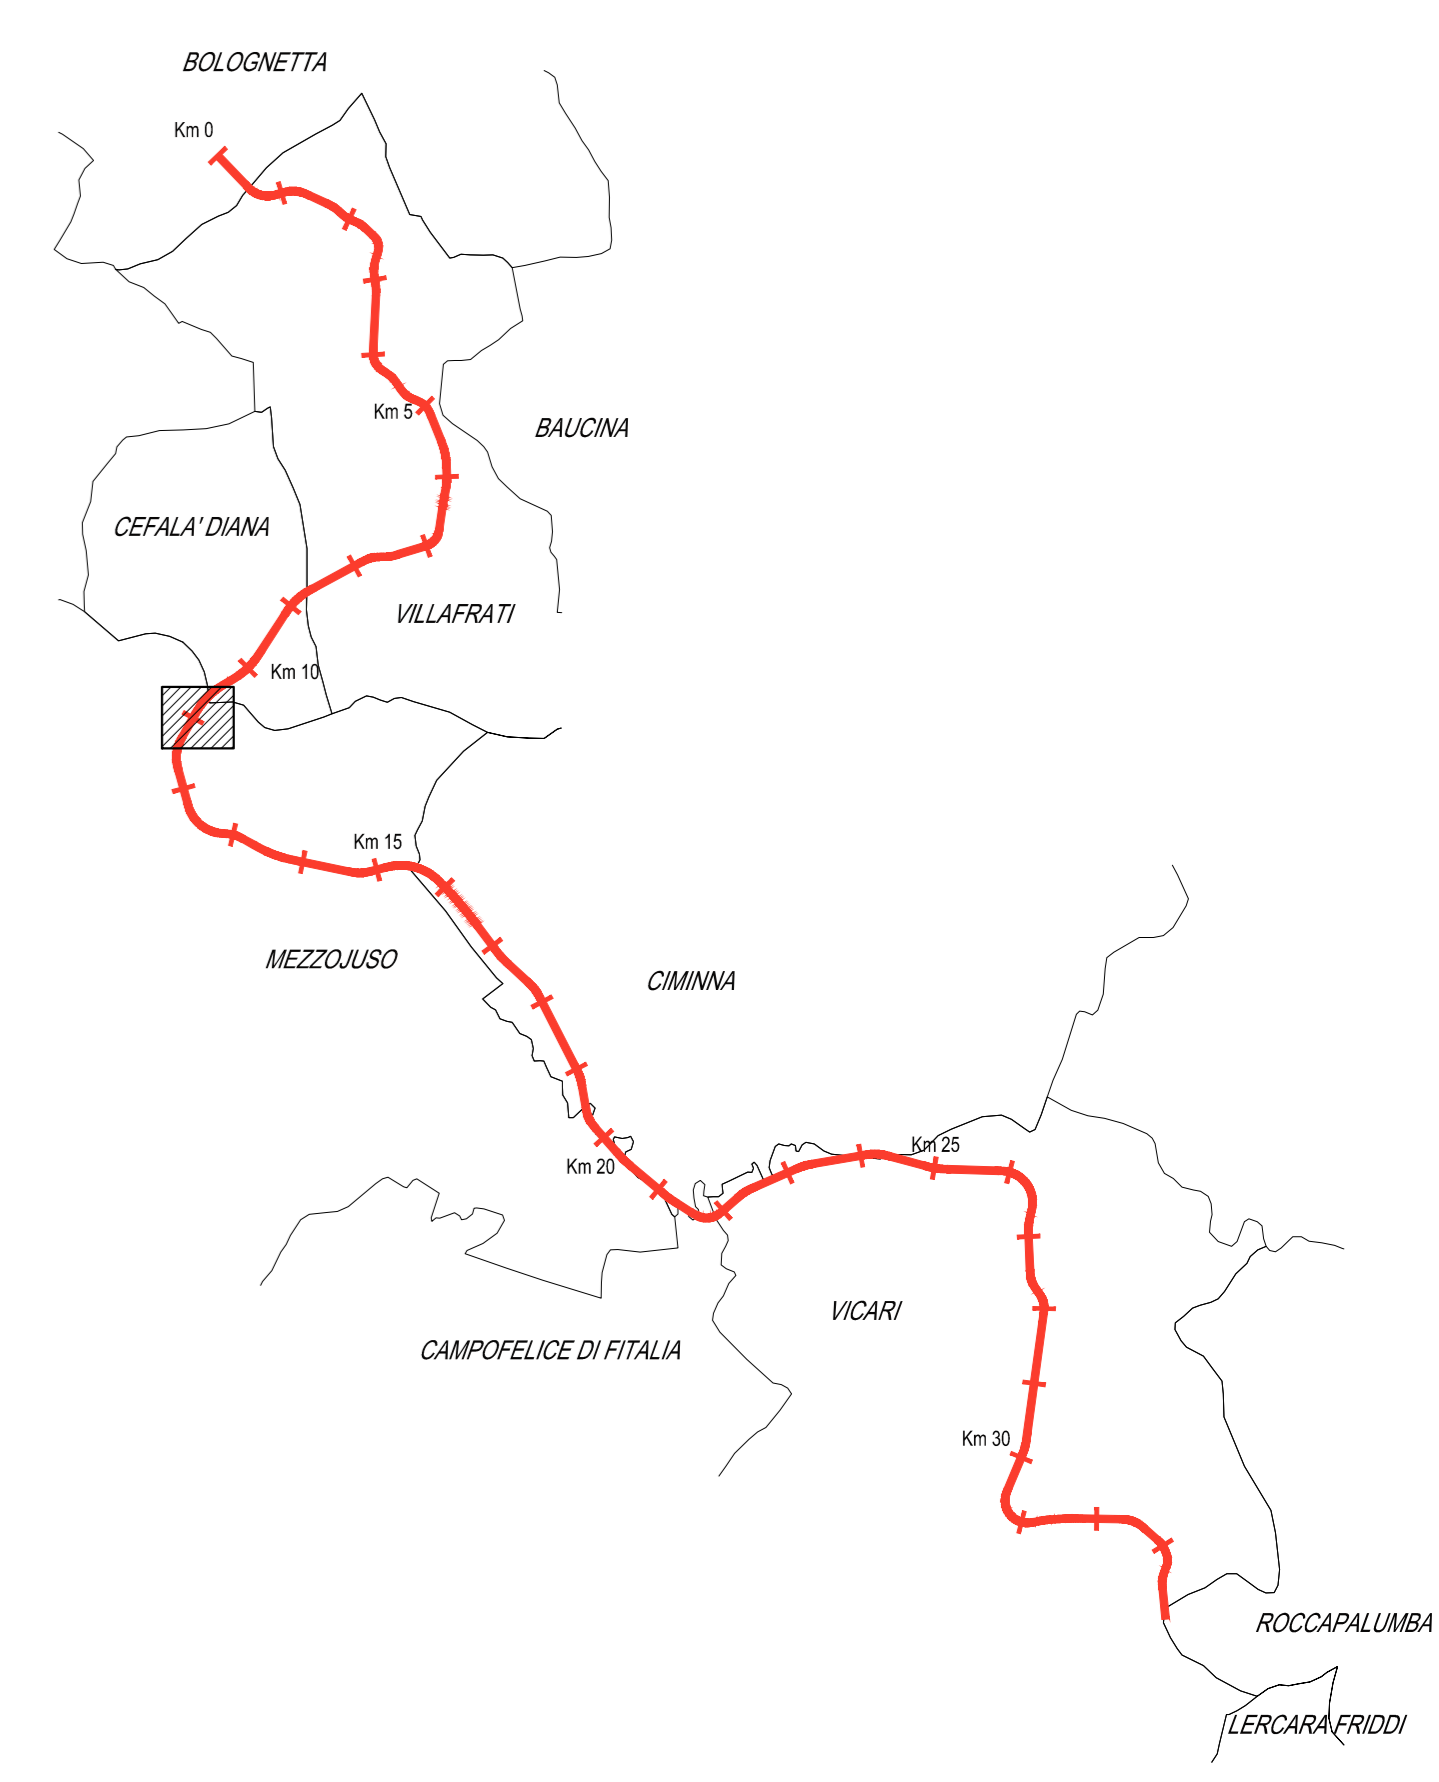 BOLOGNETTA
Km 0
Km 5
BAUCINA
CEFALA' DIANA
VILLAFRATI
Km 10
Km 15
MEZZOJUSO
CIMINNA
Km 25
Km 20
VICARI
CAMPOFELICE DI FITALIA
Km 30
ROCCAPALUMBA
LERCARA FRIDDI